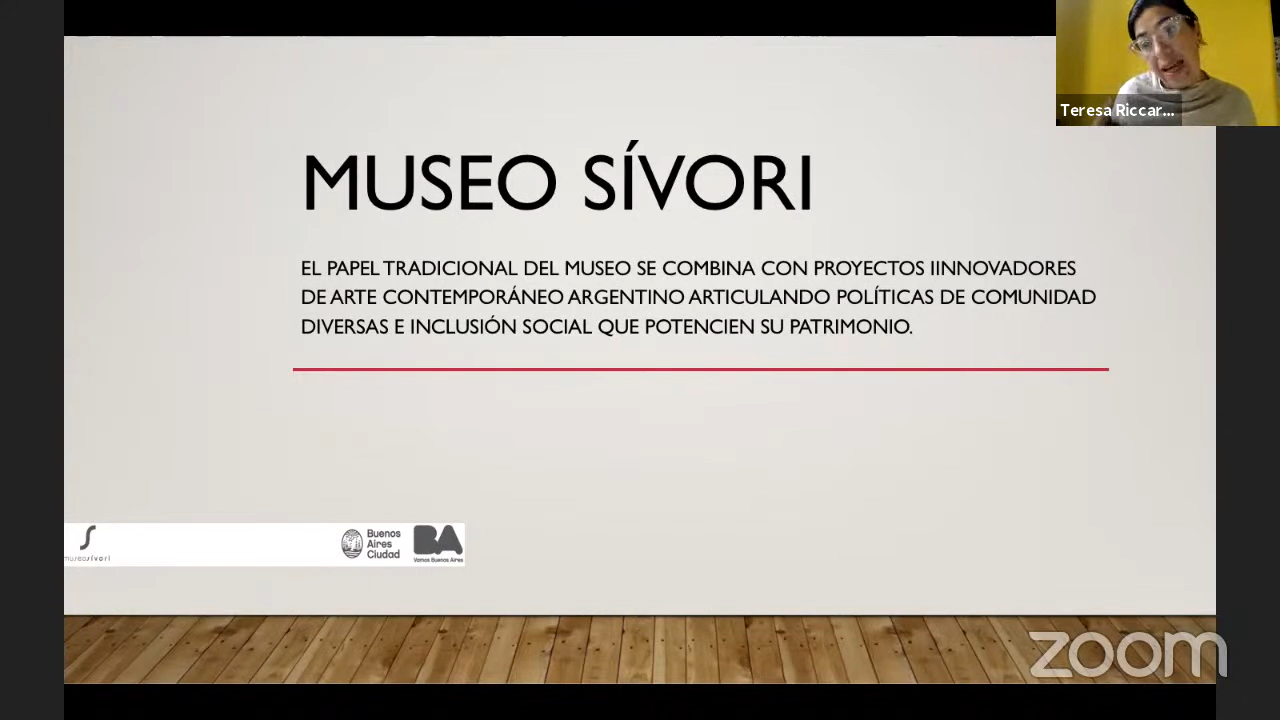 Teresa Riccar...
MUSEO SÍVORI
EL PAPEL TRADICIONAL DEL MUSEO SE COMBINA CON PROYECTOS IINNOVADORES
DE ARTE CONTEMPORÁNEO ARGENTINO ARTICULANDO POLÍTICAS DE COMUNIDAD
DIVERSAS E INCLUSIÓN SOCIAL QUE POTENCIEN SU PATRIMONIO.
museosívori
Buenos
Aires
Ciudad
BA
Vamos Buenos Aires
zoom